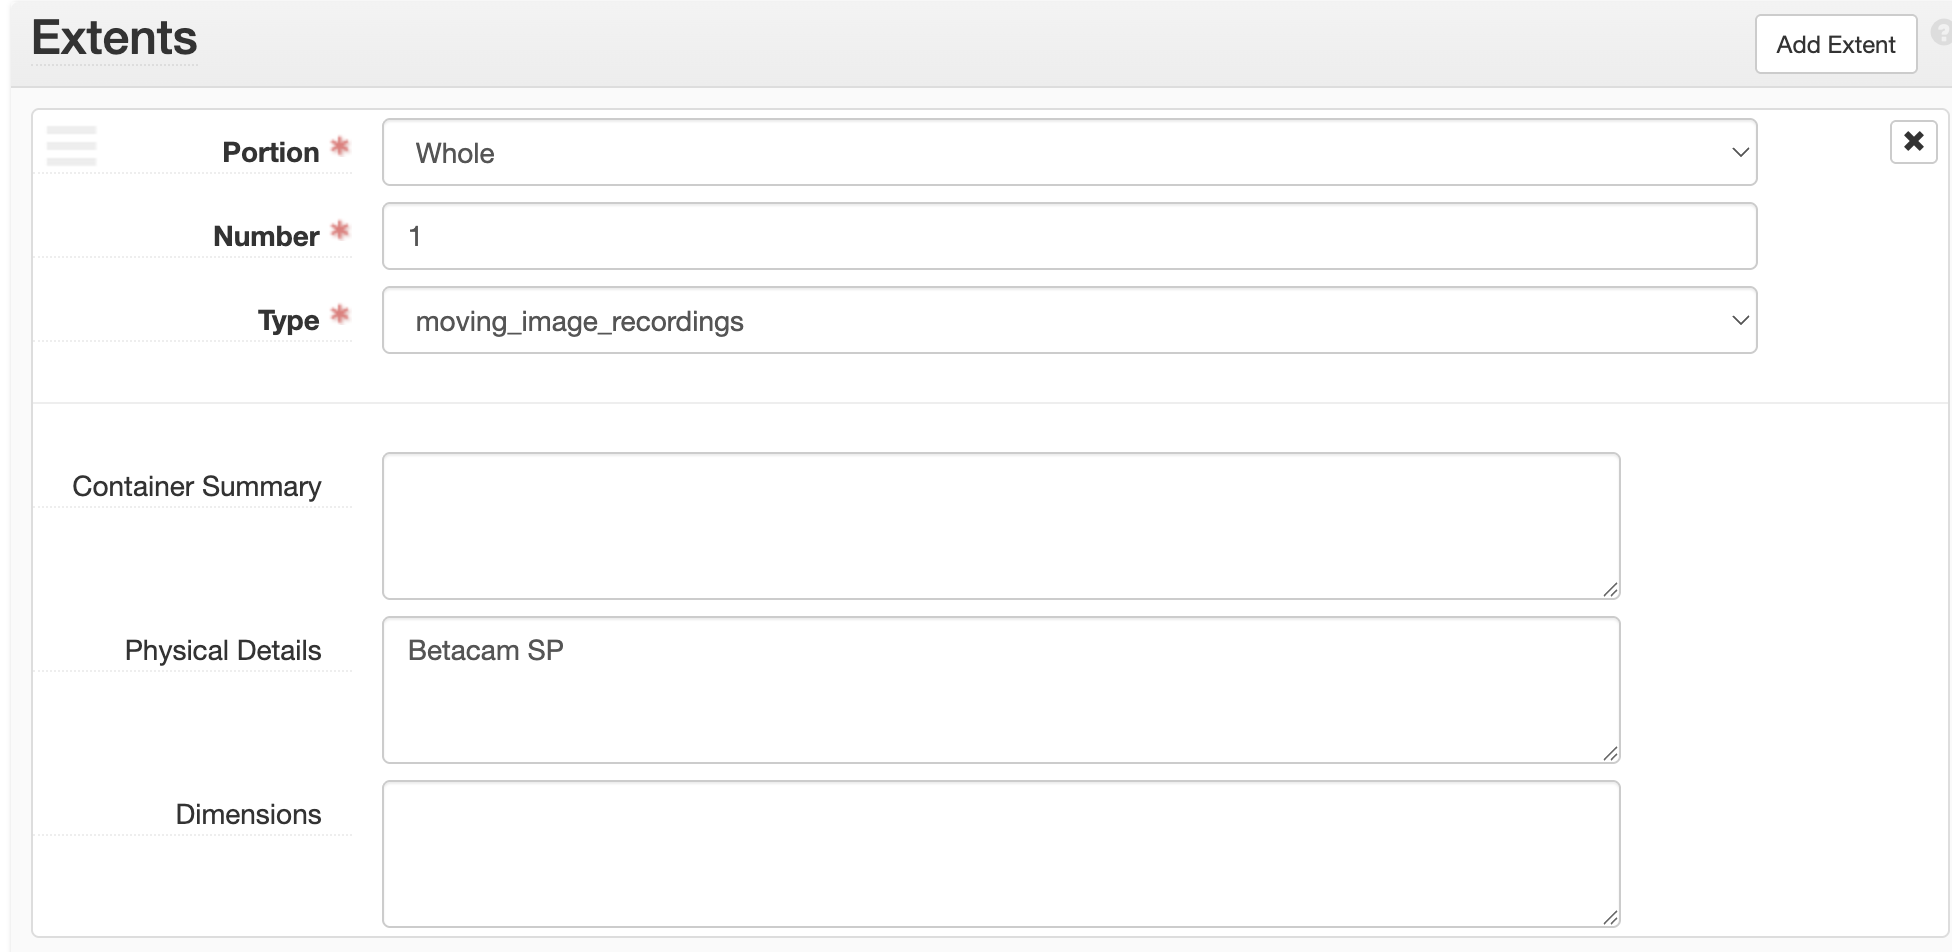 Extents
Add Extent
Portion *
Whole
Number *
1
Type *
moving_image_recordings
Container Summary
Physical Details
Betacam SP
Dimensions